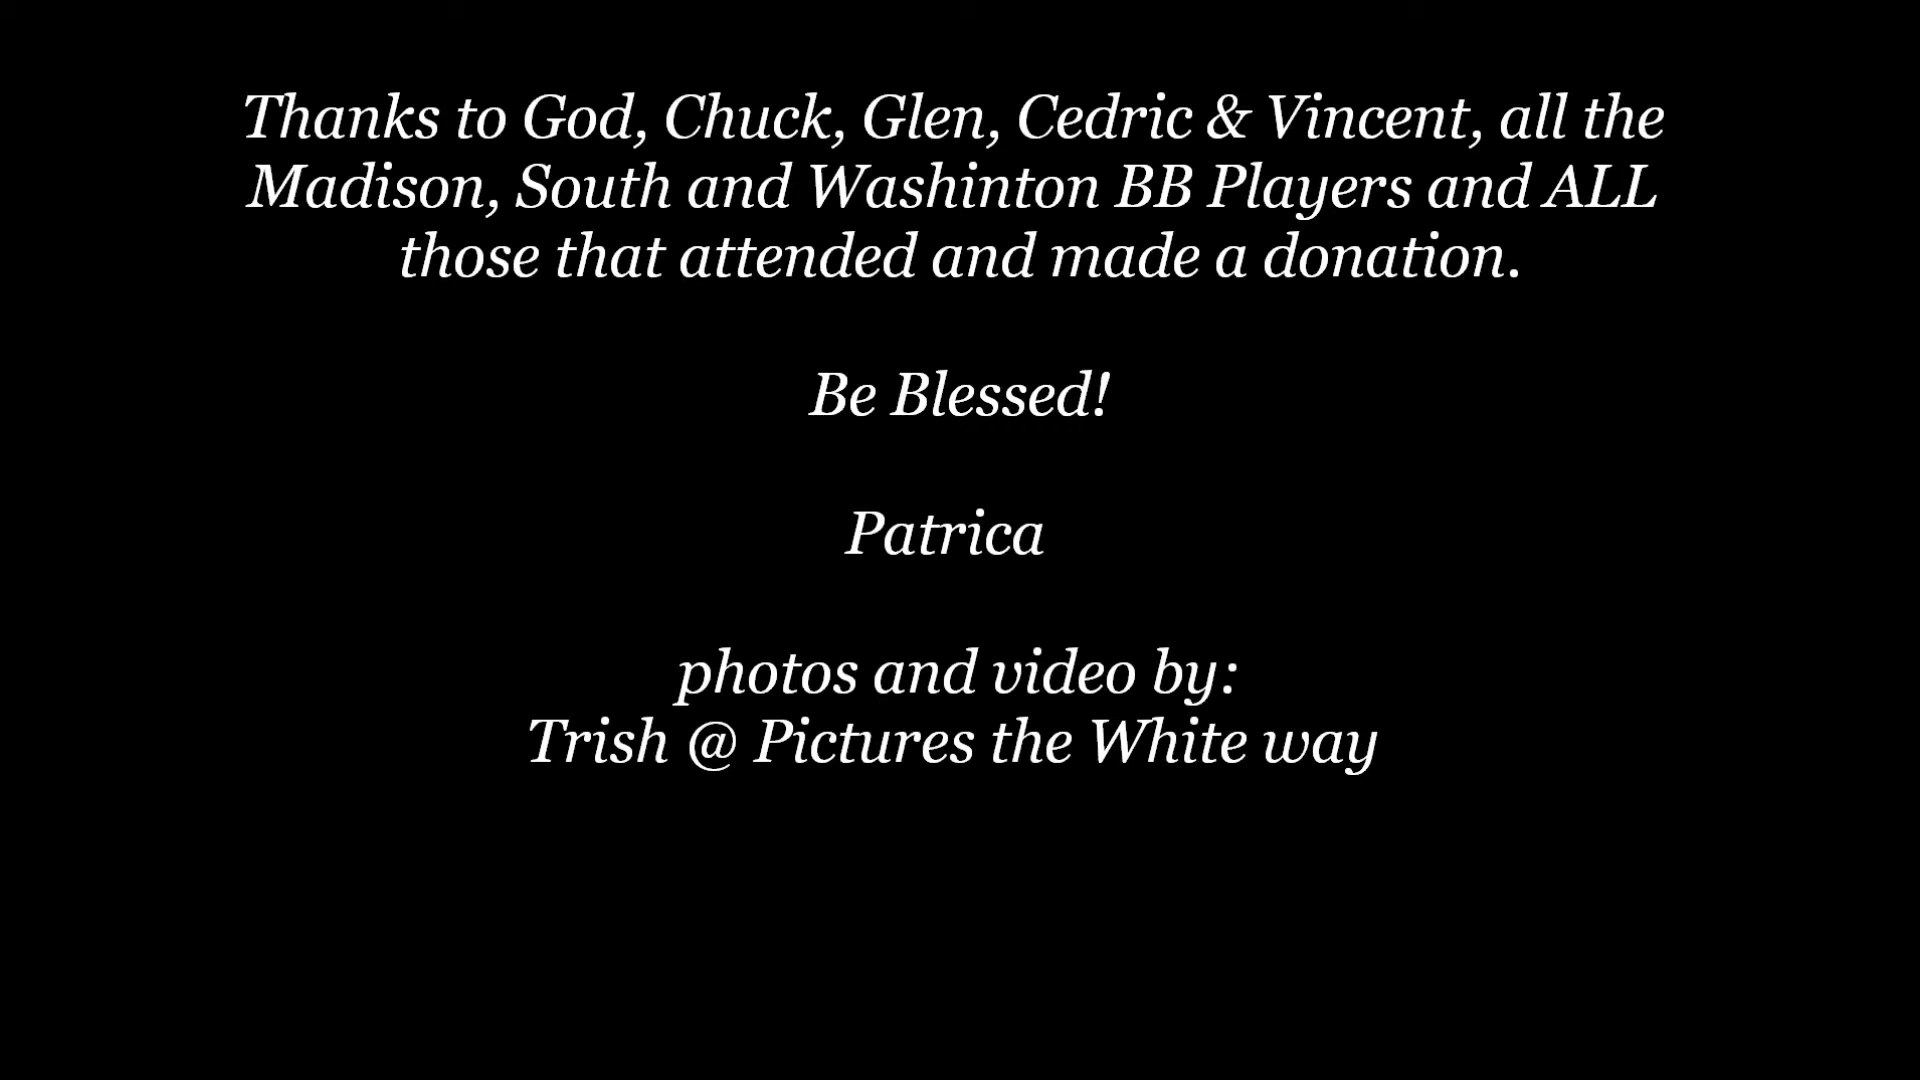 Thanks to God, Chuck, Glen, Cedric & Vincent, all the
Madison, South and Washinton BB Players and ALL
those that attended and made a donation.
Be Blessed!
Patrica
photos and video by:
Trish @ Pictures the White way